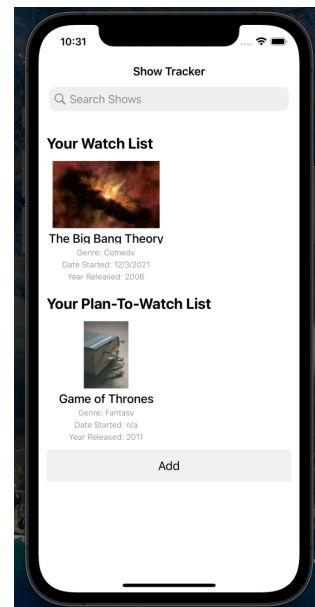 10:31
Show Tracker
Search Shows
Your Watch List
The Big Bang Theory
Genre: Comedy
Date Started: 12/3/2021
Year Released: 2006
Your Plan-To-Watch List
Game of Thrones
Genre: Fantasy
Date Started: n/a
Year Released: 2011
Add